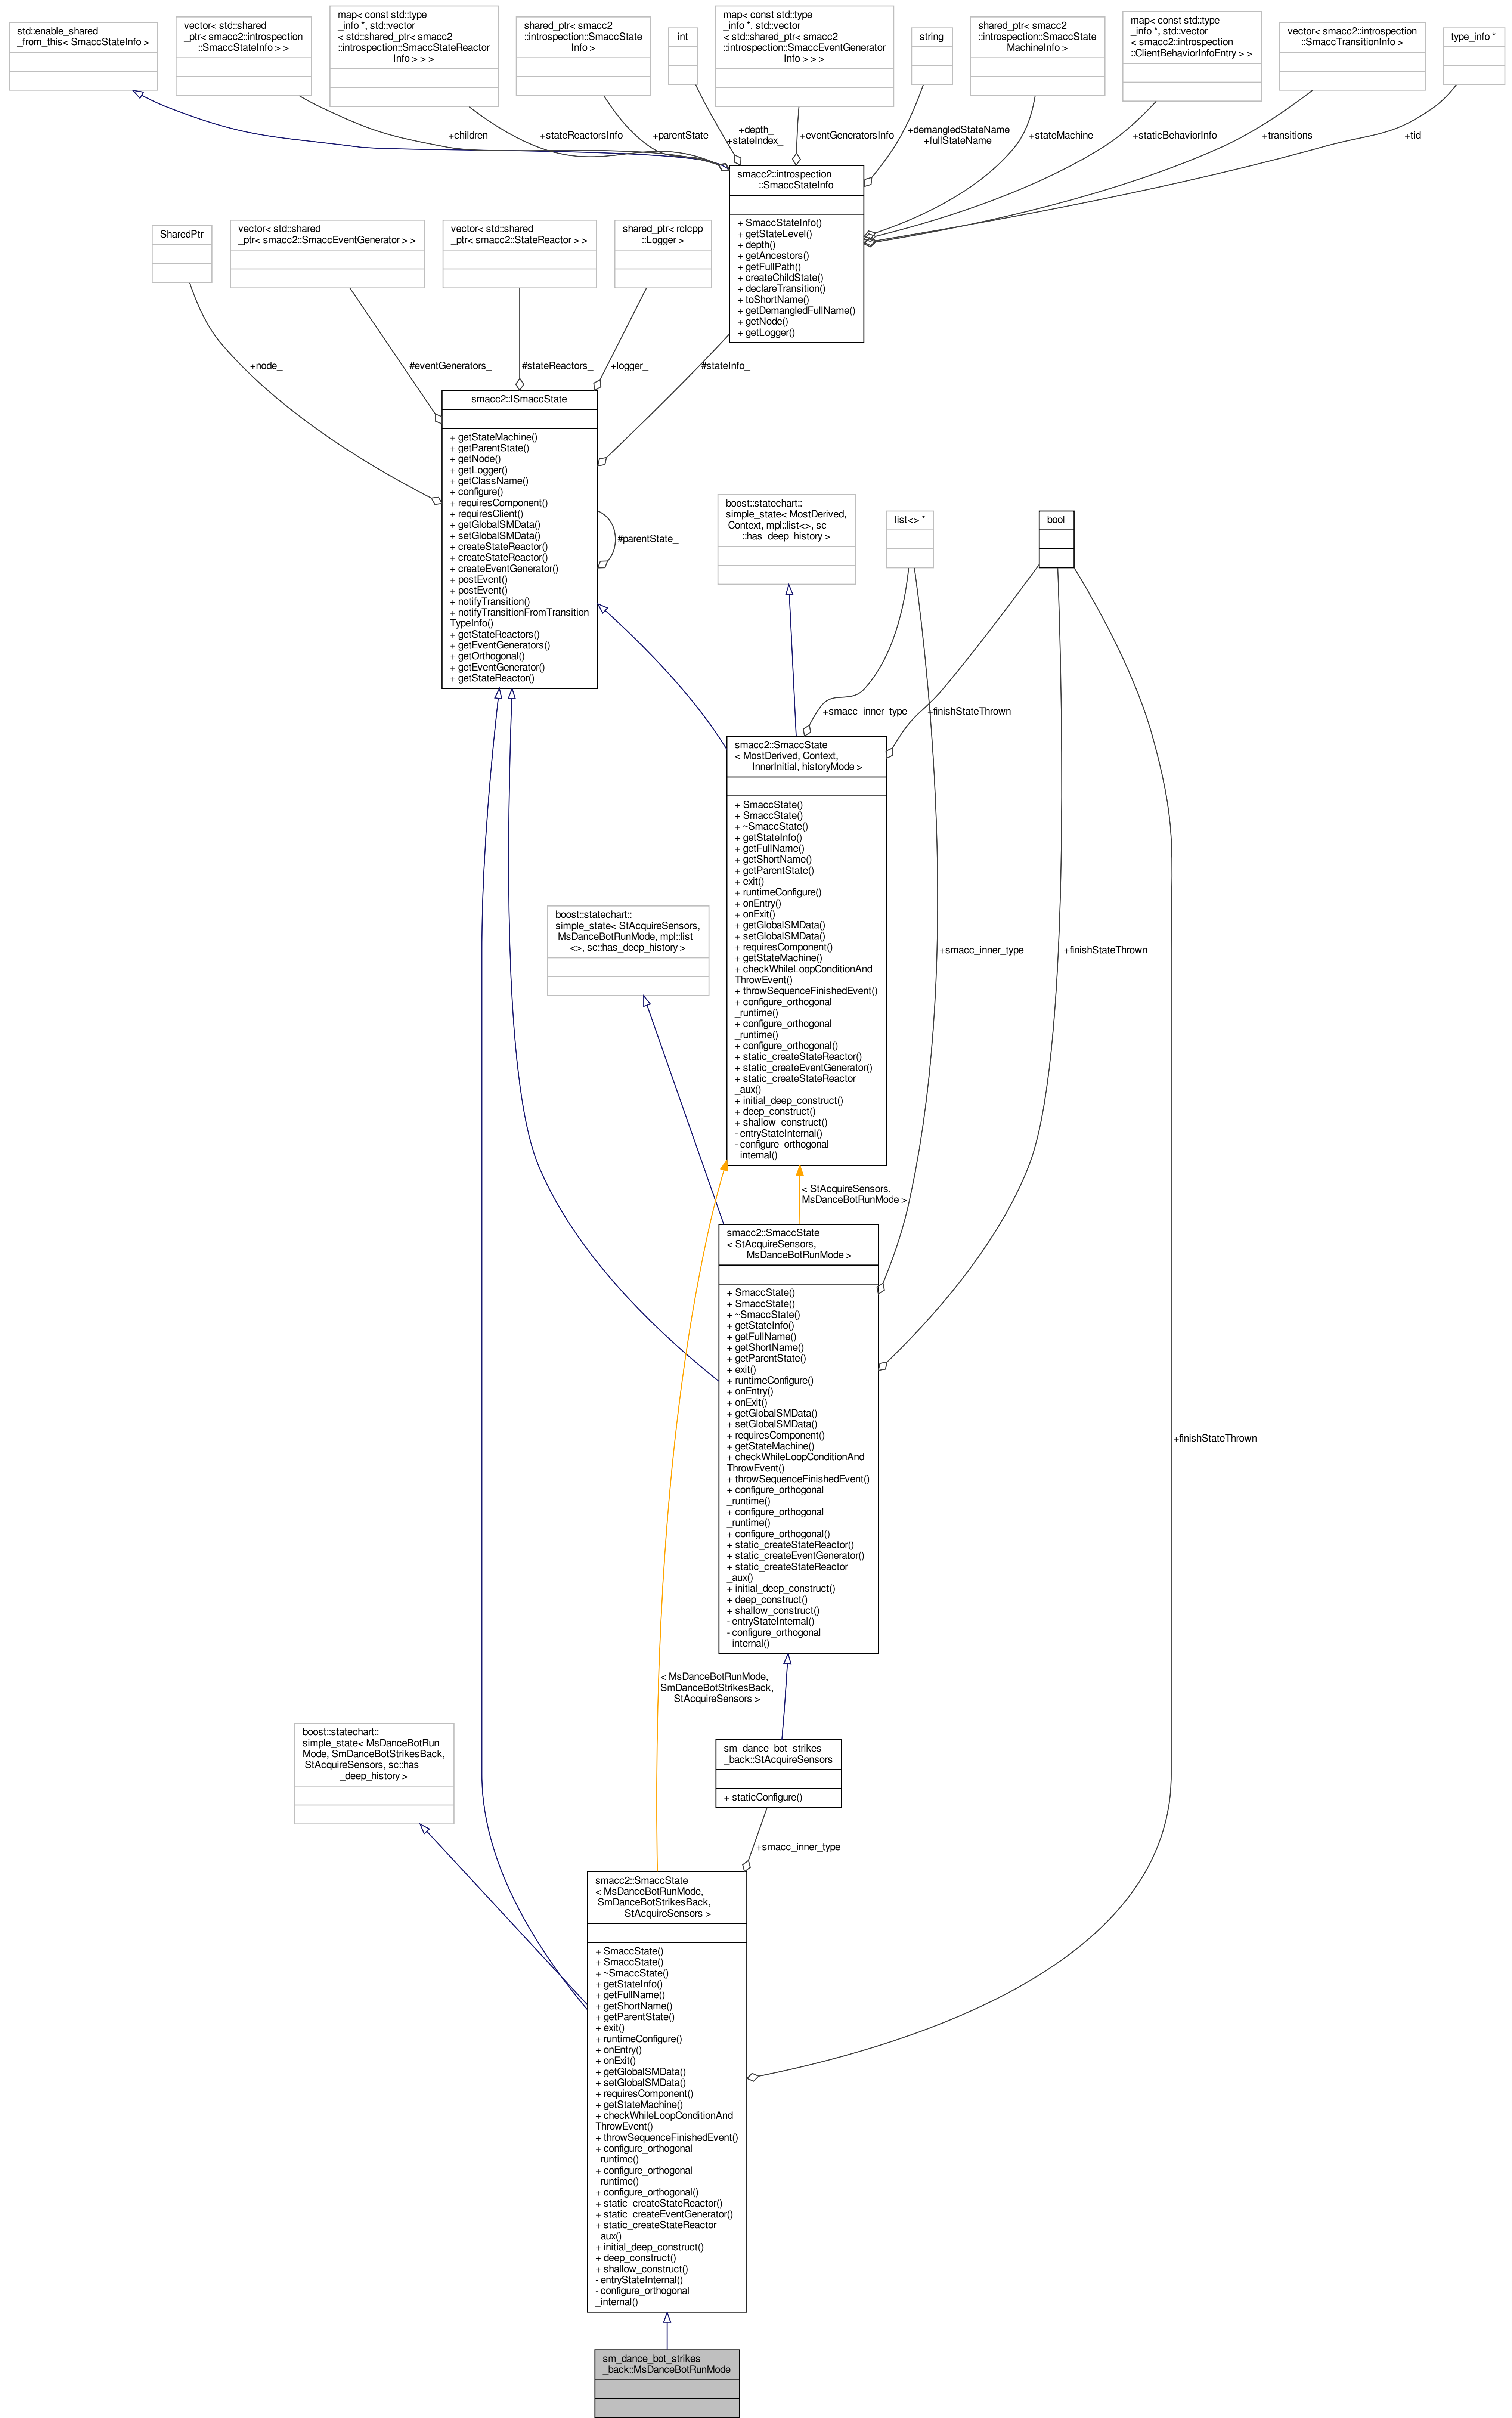 std::enable_shared
_from_this< SmaccStateInfo >
vector< std::shared
_ptr< smacc2::introspection
::SmaccStateInfo > >
map< const std::type
_info *, std::vector
< std::shared_ptr< smacc2
::introspection::SmaccStateReactor
Info > > >
shared_ptr< smacc2
::introspection::SmaccState
Info >
int
map< const std::type
_info *, std::vector
< std::shared_ptr< smacc2
::introspection::SmaccEventGenerator
Info > > >
string
shared_ptr< smacc2
::introspection::SmaccState
MachineInfo >
map< const std::type
_info *, std::vector
< smacc2::introspection
::ClientBehaviorInfoEntry > >
vector< smacc2::introspection
::SmaccTransitionInfo >
type_info *
+children_
+stateReactorsInfo
+parentState_
+depth_
+stateIndex_
+eventGeneratorsInfo
+demangledStateName
+fullStateName
+stateMachine_
+staticBehaviorInfo
+transitions_
+tid_
smacc2::introspection
::SmaccStateInfo
+ SmaccStateInfo()
+ getStateLevel()
+ depth()
+ getAncestors()
+ getFullPath()
+ createChildState()
+ declareTransition()
+ toShortName()
+ getDemangledFullName()
+ getNode()
+ getLogger()
SharedPtr
vector< std::shared
_ptr< smacc2::SmaccEventGenerator > >
vector< std::shared
_ptr< smacc2::StateReactor > >
shared_ptr< rclcpp
::Logger >
+node_
#eventGenerators_
#stateReactors_
+logger_
#stateInfo_
smacc2::ISmaccState
+ getStateMachine()
+ getParentState()
+ getNode()
+ getLogger()
+ getClassName()
+ configure()
+ requiresComponent()
+ requiresClient()
+ getGlobalSMData()
+ setGlobalSMData()
+ createStateReactor()
+ createStateReactor()
+ createEventGenerator()
+ postEvent()
+ postEvent()
+ notifyTransition()
+ notifyTransitionFromTransition
TypeInfo()
+ getStateReactors()
+ getEventGenerators()
+ getOrthogonal()
+ getEventGenerator()
+ getStateReactor()
#parentState_
boost::statechart::
simple_state< MostDerived,
Context, mpl::list<>, sc
::has_deep_history >
list<> *
bool
+smacc_inner_type
+finishStateThrown
smacc2::SmaccState
< MostDerived, Context,
InnerInitial, historyMode >
+ SmaccState()
+ SmaccState()
+ ~SmaccState()
+ getStateInfo()
+ getFullName()
+ getShortName()
+ getParentState()
+ exit()
+ runtimeConfigure()
+ onEntry()
+ onExit()
+ getGlobalSMData()
+ setGlobalSMData()
+ requiresComponent()
+ getStateMachine()
+ checkWhileLoopConditionAnd
ThrowEvent()
+ throwSequenceFinishedEvent()
+ configure_orthogonal
_runtime()
+ configure_orthogonal
_runtime()
+ configure_orthogonal()
+ static_createStateReactor()
+ static_createEventGenerator()
+ static_createStateReactor
_aux()
+ initial_deep_construct()
+ deep_construct()
+ shallow_construct()
- entryStateInternal()
- configure_orthogonal
_internal()
boost::statechart::
simple_state< StAcquireSensors,
MsDanceBotRunMode, mpl::list
<>, sc::has_deep_history >
+smacc_inner_type
+finishStateThrown
< StAcquireSensors,
MsDanceBotRunMode >
smacc2::SmaccState
< StAcquireSensors,
MsDanceBotRunMode >
+ SmaccState()
+ SmaccState()
+ ~SmaccState()
+ getStateInfo()
+ getFullName()
+ getShortName()
+ getParentState()
+ exit()
+ runtimeConfigure()
+ onEntry()
+ onExit()
+ getGlobalSMData()
+ setGlobalSMData()
+ requiresComponent()
+ getStateMachine()
+ checkWhileLoopConditionAnd
ThrowEvent()
+ throwSequenceFinishedEvent()
+ configure_orthogonal
_runtime()
+ configure_orthogonal
_runtime()
+ configure_orthogonal()
+ static_createStateReactor()
+ static_createEventGenerator()
+ static_createStateReactor
_aux()
+ initial_deep_construct()
+ deep_construct()
+ shallow_construct()
- entryStateInternal()
- configure_orthogonal
_internal()
+finishStateThrown
< MsDanceBotRunMode,
SmDanceBotStrikesBack,
StAcquireSensors >
boost::statechart::
simple_state< MsDanceBotRun
Mode, SmDanceBotStrikesBack,
StAcquireSensors, sc::has
_deep_history >
sm_dance_bot_strikes
_back::StAcquireSensors
+ staticConfigure()
+smacc_inner_type
smacc2::SmaccState
< MsDanceBotRunMode,
SmDanceBotStrikesBack,
StAcquireSensors >
+ SmaccState()
+ SmaccState()
+ ~SmaccState()
+ getStateInfo()
+ getFullName()
+ getShortName()
+ getParentState()
+ exit()
+ runtimeConfigure()
+ onEntry()
+ onExit()
+ getGlobalSMData()
+ setGlobalSMData()
+ requiresComponent()
+ getStateMachine()
+ checkWhileLoopConditionAnd
ThrowEvent()
+ throwSequenceFinishedEvent()
+ configure_orthogonal
_runtime()
+ configure_orthogonal
_runtime()
+ configure_orthogonal()
+ static_createStateReactor()
+ static_createEventGenerator()
+ static_createStateReactor
_aux()
+ initial_deep_construct()
+ deep_construct()
+ shallow_construct()
- entryStateInternal()
- configure_orthogonal
_internal()
sm_dance_bot_strikes
_back::MsDanceBotRunMode